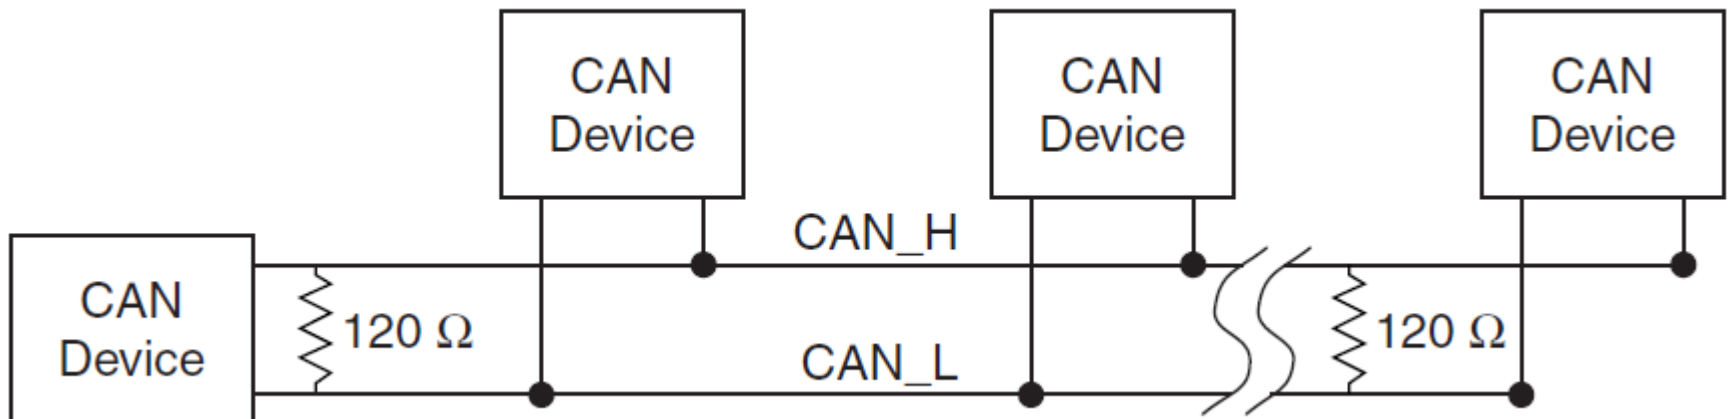 CAN
Device
CAN
Device
CAN
Device
CAN_H
CAN
Device
120 Ω
120 Ω
CAN_L